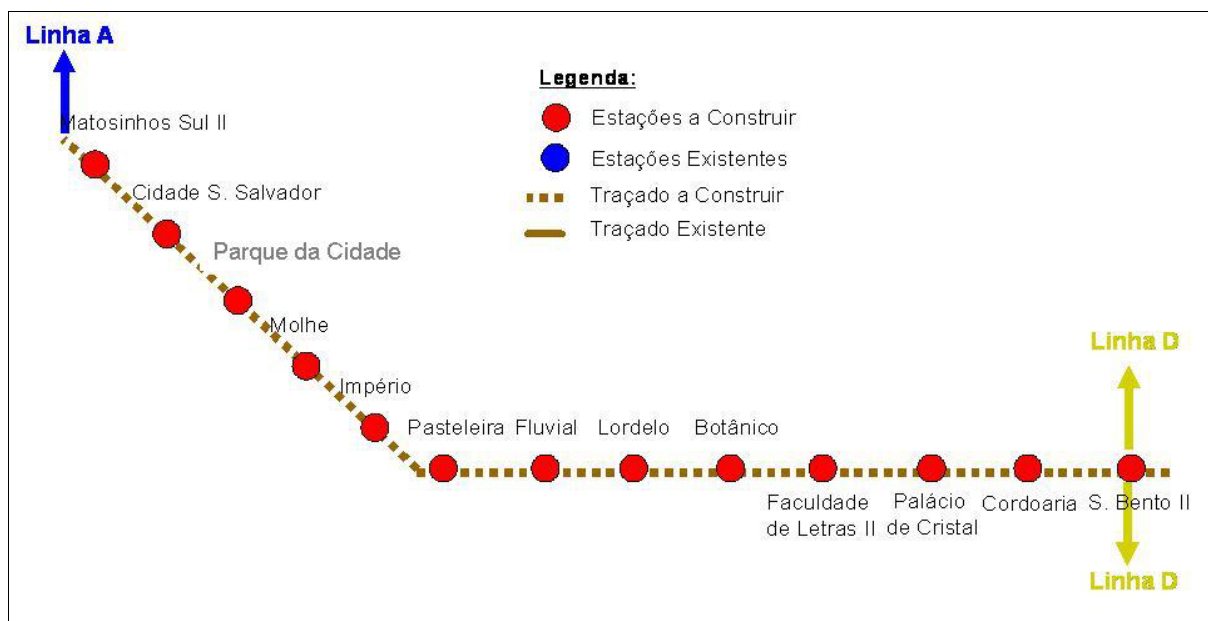 Linha A
Legenda:
Matosinhos Sul II
Estações a Construir
Estações Existentes
Cidade S. Salvador
Traçado a Construir
Traçado Existente
Parque da Cidade
Molhe
Linha D
Império
Pasteleira
Fluvial
Lordelo
Botânico
Faculdade
de Letras II
Palácio
de Cristal
Cordoaria
S. Bento II
Linha D